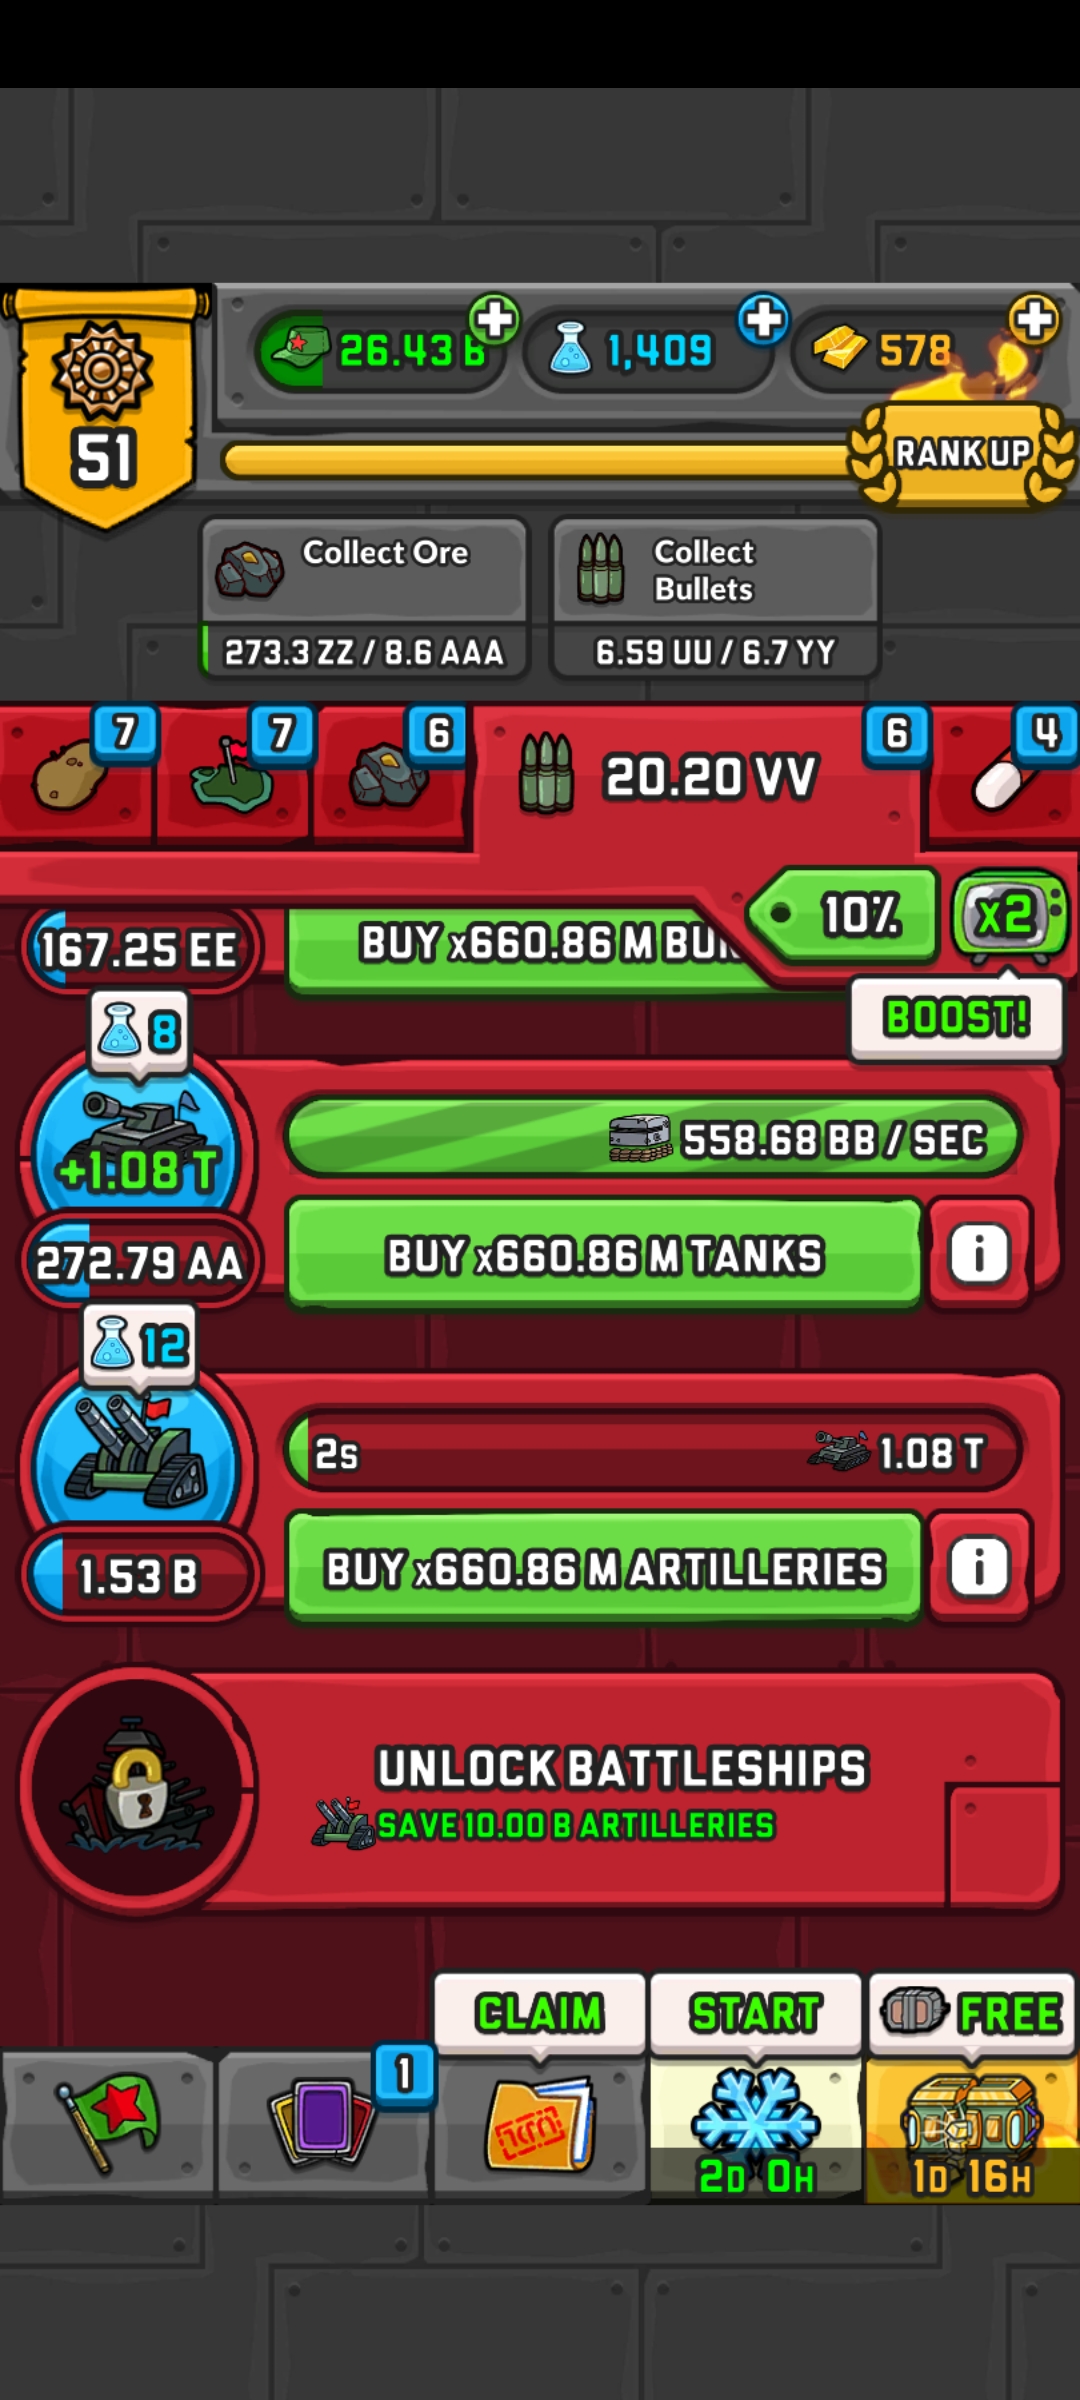 26.43 B
1,409
578
51
RANK UP
Collect Ore
273.3 ZZ / 8.6 AAA
Collect
Bullets
6.59 UU / 6.7 YY
7
7
6
20.20 VV
6
4
10%
x2
BOOST!
167.25 EE
BUY x660.86 M
8
+1.08 T
558.68 BB / SEC
272.79 AA
BUY x660.86 M TANKS
i
12
2s
1.08 T
1.53 B
BUY x660.86 M ARTILLERIES
i
UNLOCK BATTLESHIPS
SAVE 10.00 B ARTILLERIES
CLAIM
START
FREE
1
2D 0H
1D 16H